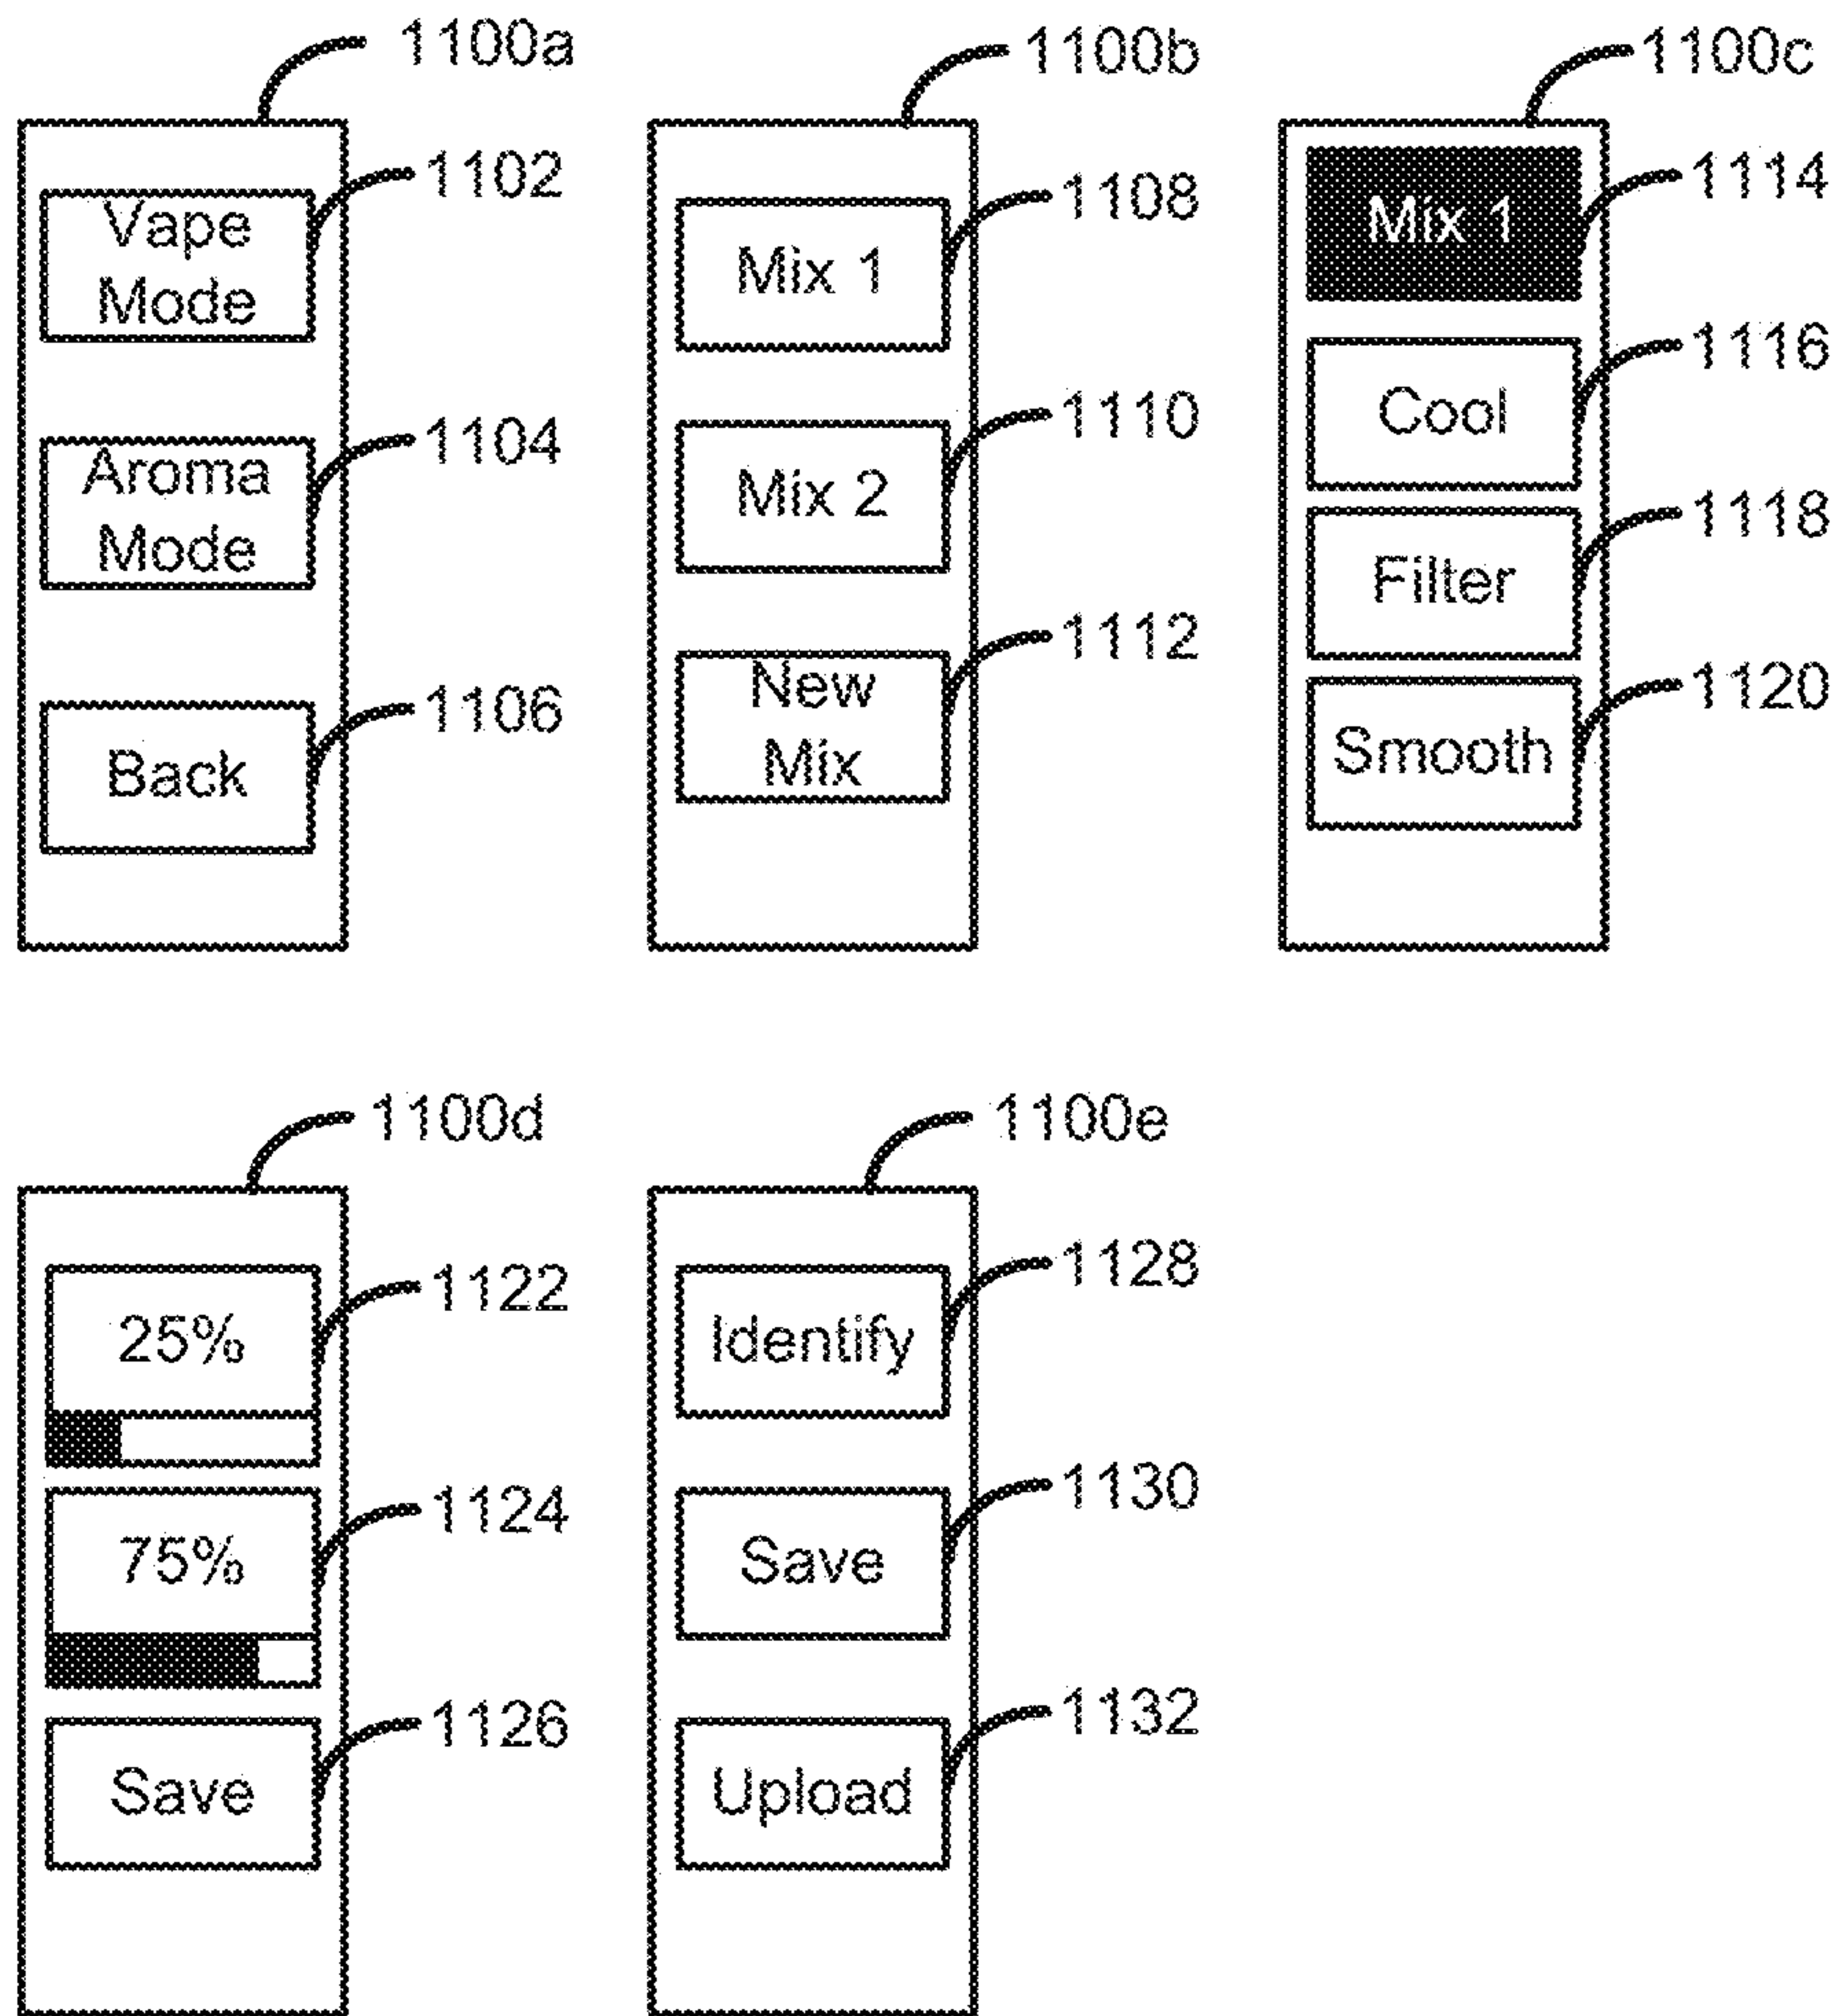 1100a
1100b
1100c
Vape
Mode
1102
Aroma
Mode
1104
Back
1106
Mix 1
1108
Mix 2
1110
New
Mix
1112
Mix 1
1114
Cool
1116
Filter
1118
Smooth
1120
1100d
1100e
25%
1122
75%
1124
Save
1126
Identify
1128
Save
1130
Upload
1132